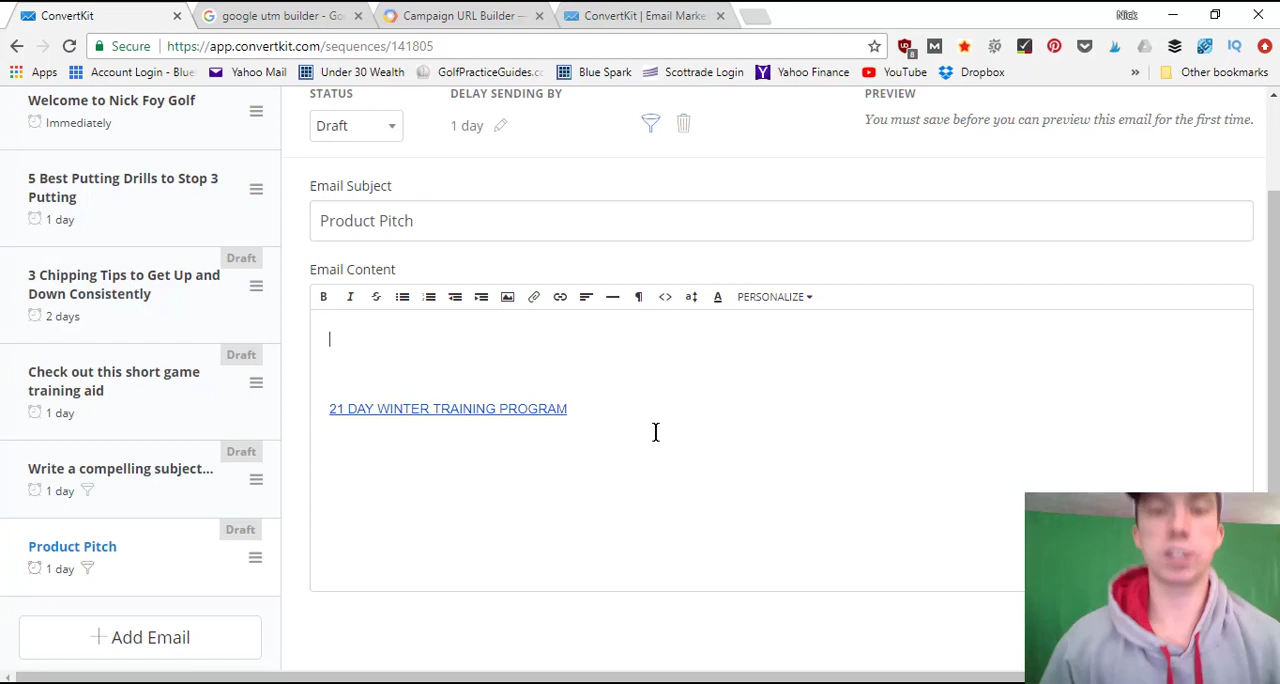 ConvertKit
google utm builder - Go
Campaign URL Builder —
ConvertKit | Email Marke
Nick
Secure
https://app.convertkit.com/sequences/141805
Apps
Account Login - Blue
Yahoo Mail
Under 30 Wealth
GolfPracticeGuides.c
Blue Spark
Scottrade Login
Yahoo Finance
YouTube
Dropbox
»
Other bookmarks
Welcome to Nick Foy Golf
Immediately
5 Best Putting Drills to Stop 3
Putting
1 day
Draft
3 Chipping Tips to Get Up and
Down Consistently
2 days
Draft
Check out this short game
training aid
1 day
Draft
Write a compelling subject...
1 day
Draft
Product Pitch
1 day
+ Add Email
STATUS
Draft
DELAY SENDING BY
1 day
PREVIEW
You must save before you can preview this email for the first time.
Email Subject
Product Pitch
Email Content
B I S ¶ <> A PERSONALIZE
21 DAY WINTER TRAINING PROGRAM